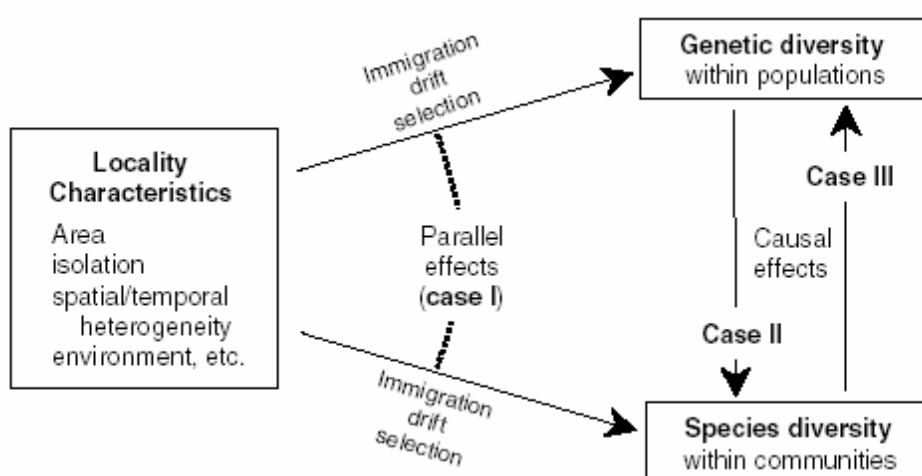 Locality
Characteristics
Area
isolation
spatial/temporal
heterogeneity
environment, etc.
Immigration
drift
selection
Parallel
effects
(case I)
Immigration
drift
selection
Genetic diversity
within populations
Case III
Causal
effects
Case II
Species diversity
within communities